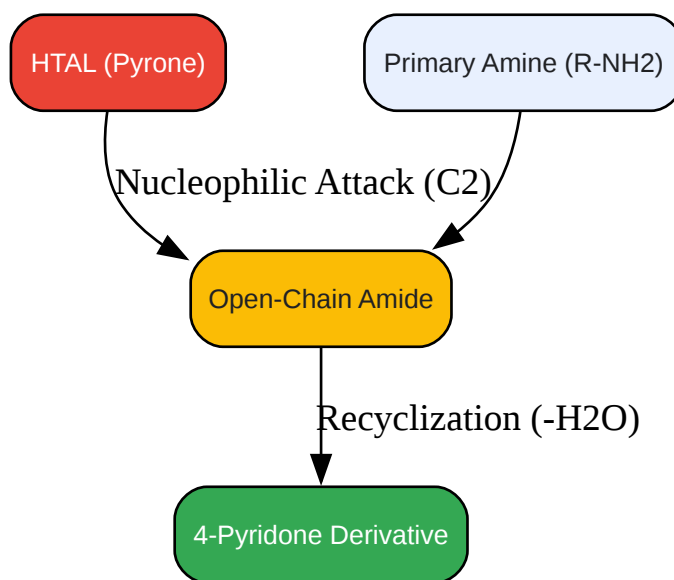 HTAL (Pyrone)
Primary Amine (R-NH2)
Nucleophilic Attack (C2)
Open-Chain Amide
Recyclization (-H2O)
4-Pyridone Derivative